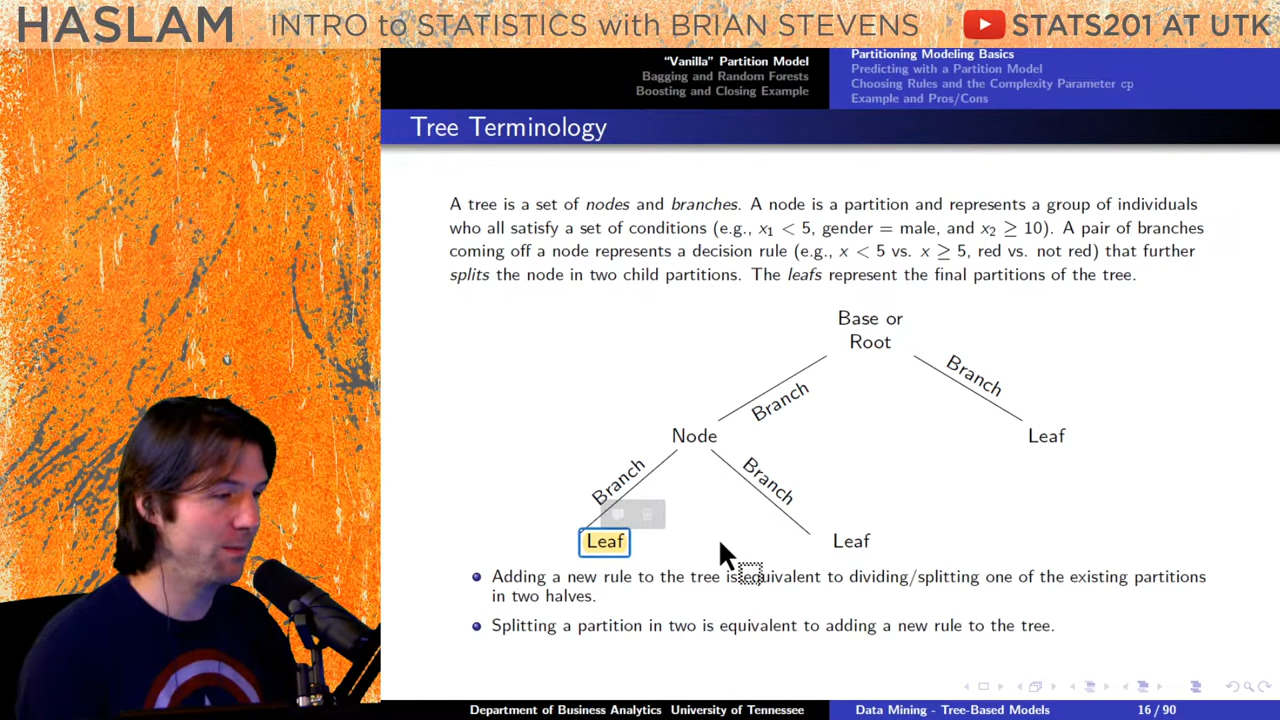 HASLAM INTRO to STATISTICS with BRIAN STEVENS STATS201 AT UTK
"Vanilla" Partition Model
Bagging and Random Forests
Boosting and Closing Example
Partitioning Modeling Basics
Predicting with a Partition Model
Choosing Rules and the Complexity Parameter cp
Example and Pros/Cons
Tree Terminology
A tree is a set of nodes and branches. A node is a partition and represents a group of individuals
who all satisfy a set of conditions (e.g., x₁ < 5, gender = male, and x₂ ≥ 10). A pair of branches
coming off a node represents a decision rule (e.g., x < 5 vs. x ≥ 5, red vs. not red) that further
splits the node in two child partitions. The leafs represent the final partitions of the tree.
Base or
Root
Branch
Branch
Node
Leaf
Branch
Branch
Leaf
Leaf
Adding a new rule to the tree is equivalent to dividing/splitting one of the existing partitions
in two halves.
Splitting a partition in two is equivalent to adding a new rule to the tree.
Department of Business Analytics University of Tennessee Data Mining - Tree-Based Models 16 / 90